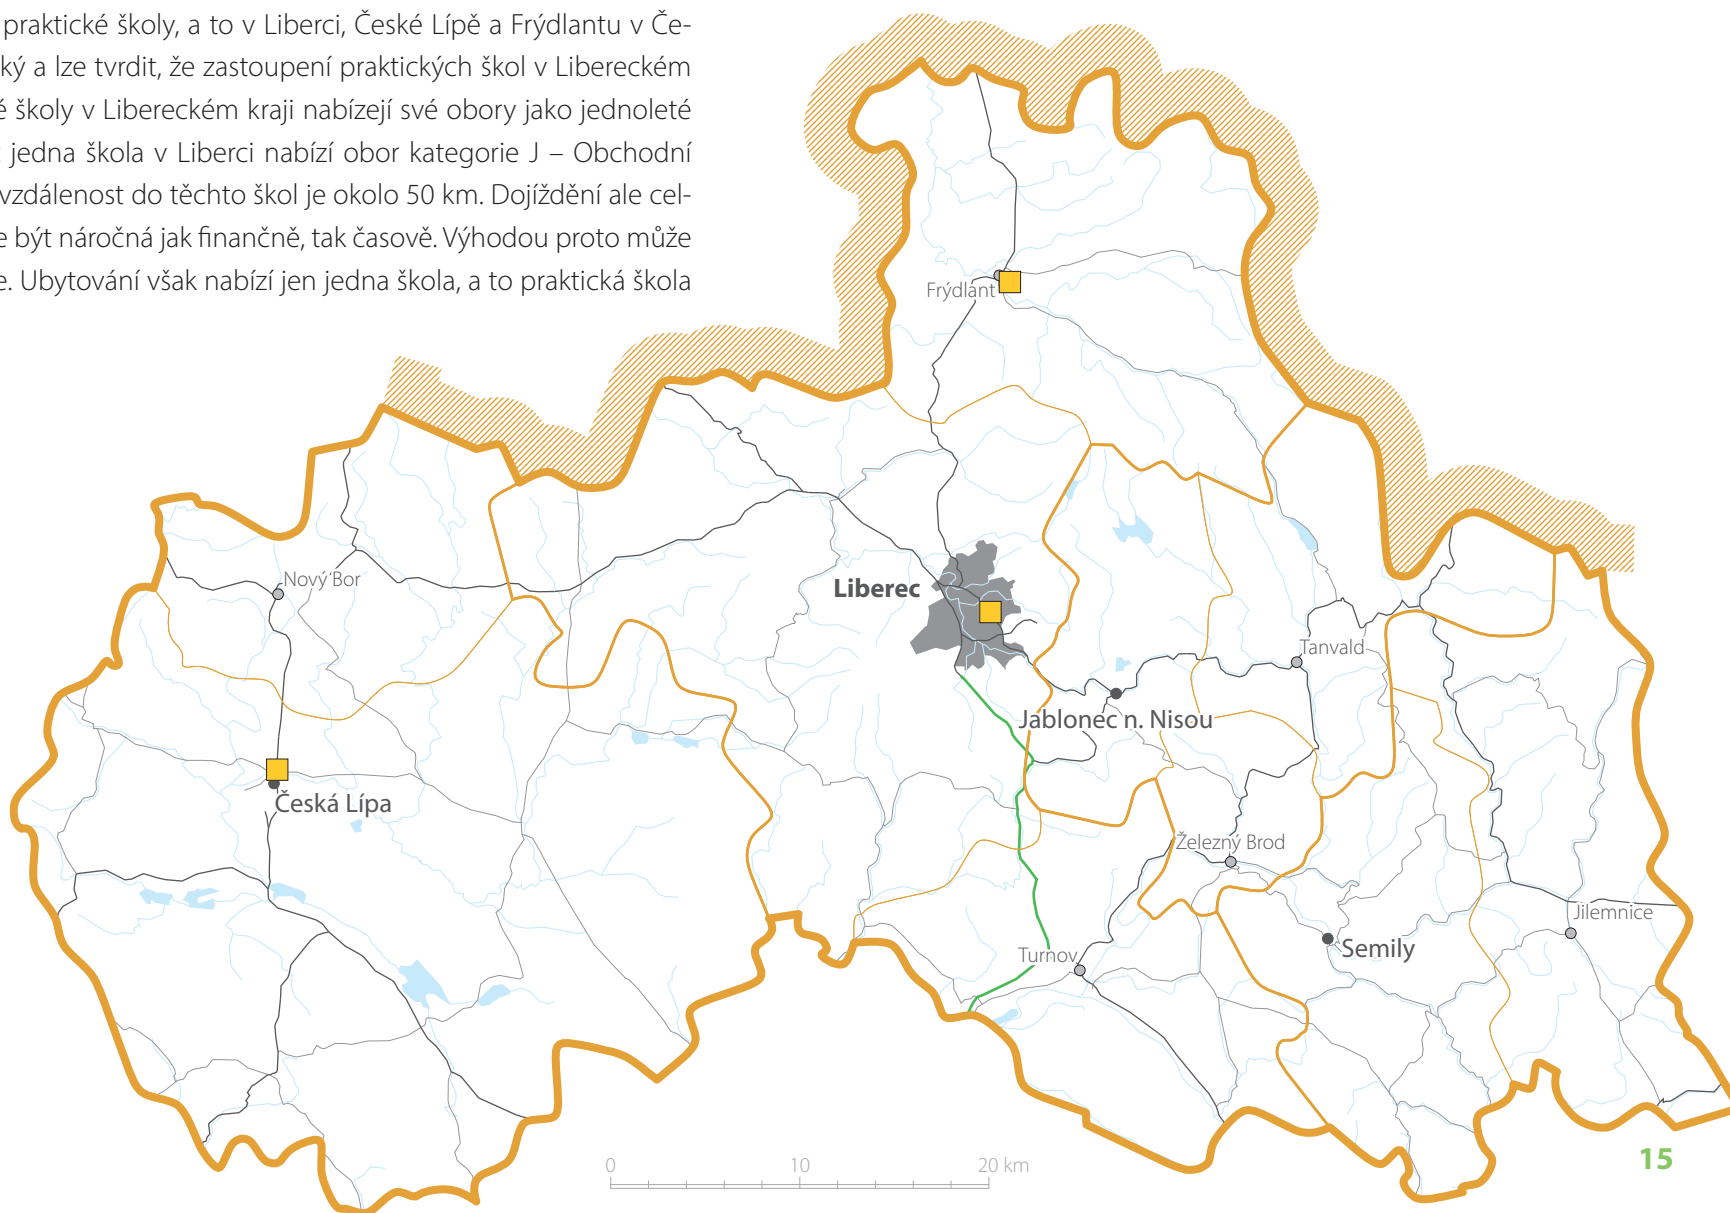 praktické školy, a to v Liberci, České Lípě a Frýdlantu v Če-
ký a lze tvrdit, že zastoupení praktických škol v Libereckém
é školy v Libereckém kraji nabízejí své obory jako jednoleté
jedna škola v Liberci nabízí obor kategorie J – Obchodní
vzdálenost do těchto škol je okolo 50 km. Dojíždění ale cel-
e být náročná jak finančně, tak časově. Výhodou proto může
e. Ubytování však nabízí jen jedna škola, a to praktická škola
Frýdlant
Nový Bor
Liberec
Tanvald
Jablonec n. Nisou
Česká Lípa
Železný Brod
Jilemnice
Semily
Turnov
0 10 20 km
15